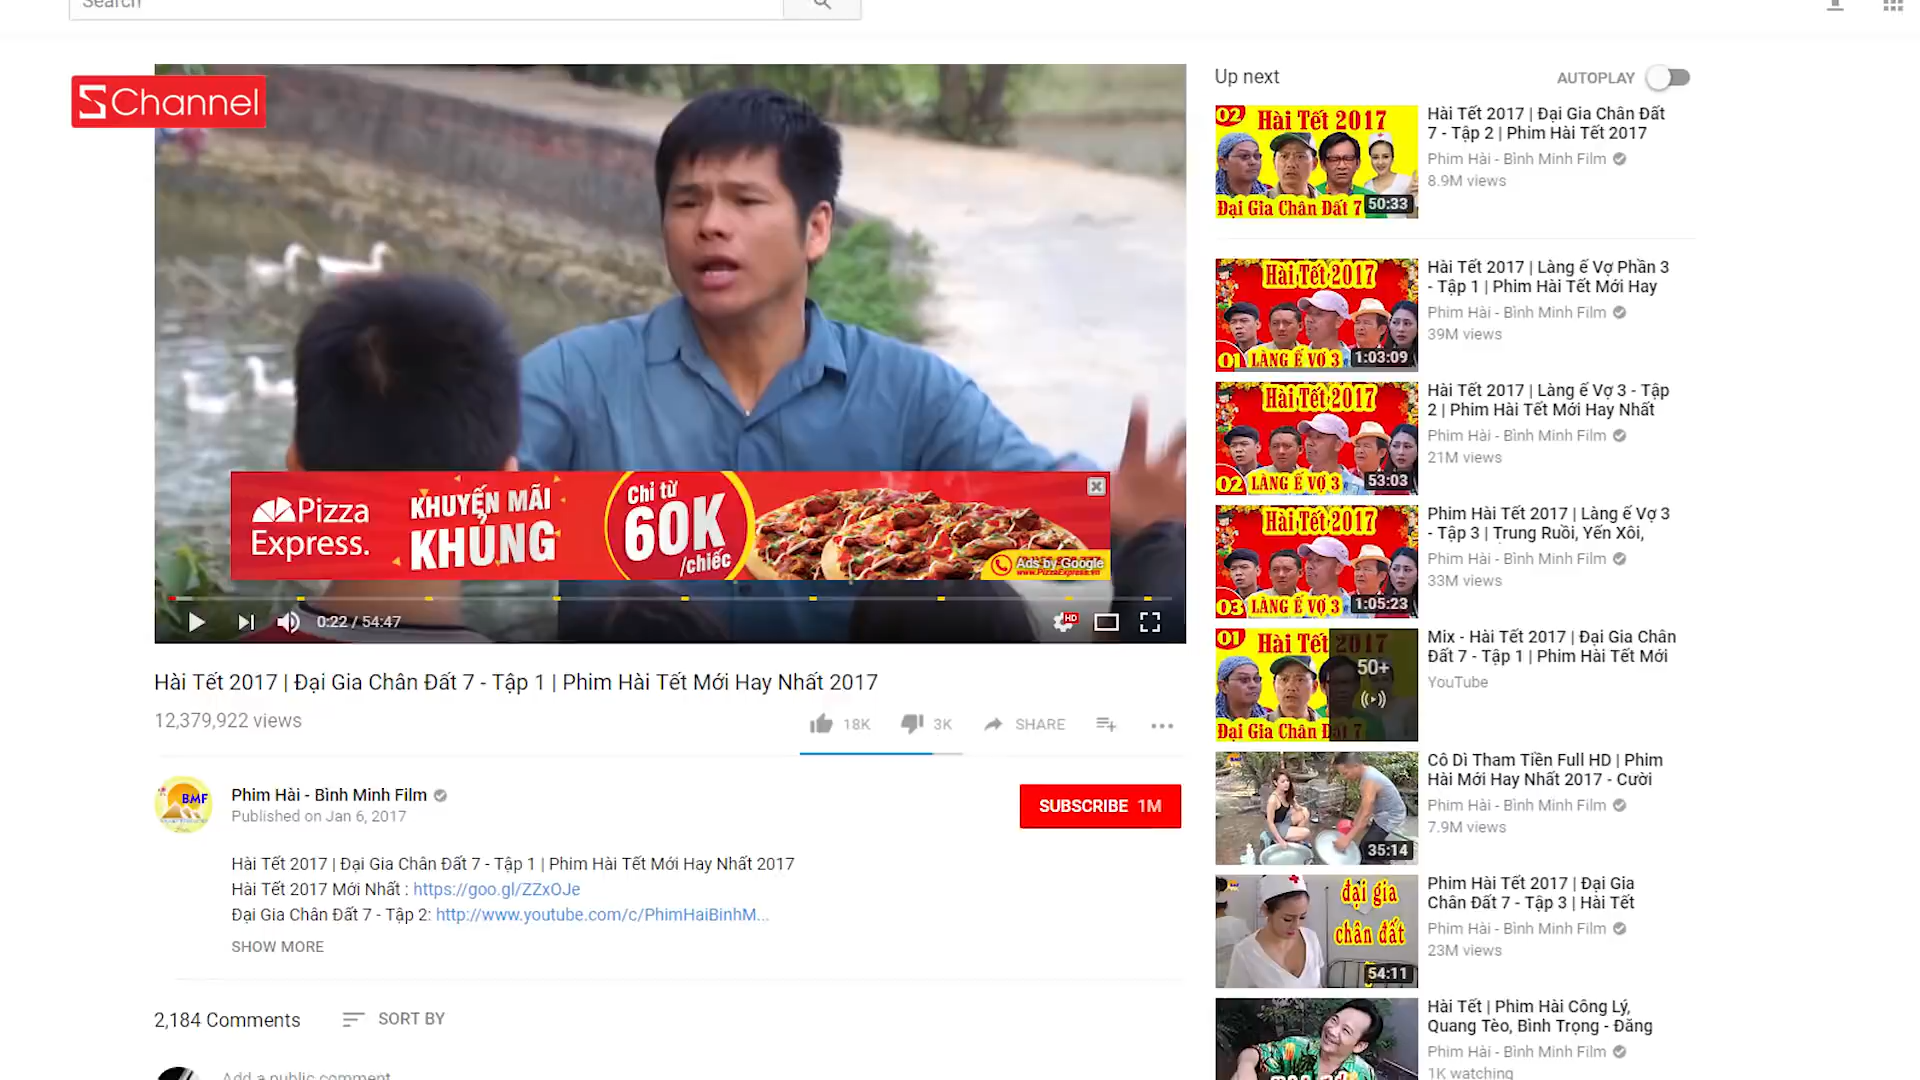 Search
S Channel
Pizza Express.
KHUYẾN MÃI
KHỦNG
Chỉ từ
60K
/chiếc
Ads by Google
www.PizzaExpress.vn
0:22 / 54:47
HD
Hài Tết 2017 | Đại Gia Chân Đất 7 - Tập 1 | Phim Hài Tết Mới Hay Nhất 2017
12,379,922 views
18K
3K
SHARE
BMF
Phim Hài - Bình Minh Film
Published on Jan 6, 2017
SUBSCRIBE 1M
Hài Tết 2017 | Đại Gia Chân Đất 7 - Tập 1 | Phim Hài Tết Mới Hay Nhất 2017
Hài Tết 2017 Mới Nhất : https://goo.gl/ZZxOJe
Đại Gia Chân Đất 7 - Tập 2: http://www.youtube.com/c/PhimHaiBinhM...
SHOW MORE
2,184 Comments
SORT BY
Add a public comment
Up next
AUTOPLAY
02 Hài Tết 2017
Đại Gia Chân Đất 7
50:33
Hài Tết 2017 | Đại Gia Chân Đất
7 - Tập 2 | Phim Hài Tết 2017
Phim Hài - Bình Minh Film
8.9M views
Hài Tết 2017
01 LÀNG Ế VỢ 3
1:03:09
Hài Tết 2017 | Làng ế Vợ Phần 3
- Tập 1 | Phim Hài Tết Mới Hay
Phim Hài - Bình Minh Film
39M views
Hài Tết 2017
02 LÀNG Ế VỢ 3
53:03
Hài Tết 2017 | Làng ế Vợ 3 - Tập
2 | Phim Hài Tết Mới Hay Nhất
Phim Hài - Bình Minh Film
21M views
Hài Tết 2017
03 LÀNG Ế VỢ 3
1:05:23
Phim Hài Tết 2017 | Làng ế Vợ 3
- Tập 3 | Trung Ruồi, Yến Xôi,
Phim Hài - Bình Minh Film
33M views
01 Hài Tết 2017
Đại Gia Chân Đất 7
50+
Mix - Hài Tết 2017 | Đại Gia Chân
Đất 7 - Tập 1 | Phim Hài Tết Mới
YouTube
35:14
Cô Dì Tham Tiền Full HD | Phim
Hài Mới Hay Nhất 2017 - Cười
Phim Hài - Bình Minh Film
7.9M views
đại gia
chân đất
54:11
Phim Hài Tết 2017 | Đại Gia
Chân Đất 7 - Tập 3 | Hài Tết
Phim Hài - Bình Minh Film
23M views
Hài Tết | Phim Hài Công Lý,
Quang Tèo, Bình Trọng - Đăng
Phim Hài - Bình Minh Film
1K watching